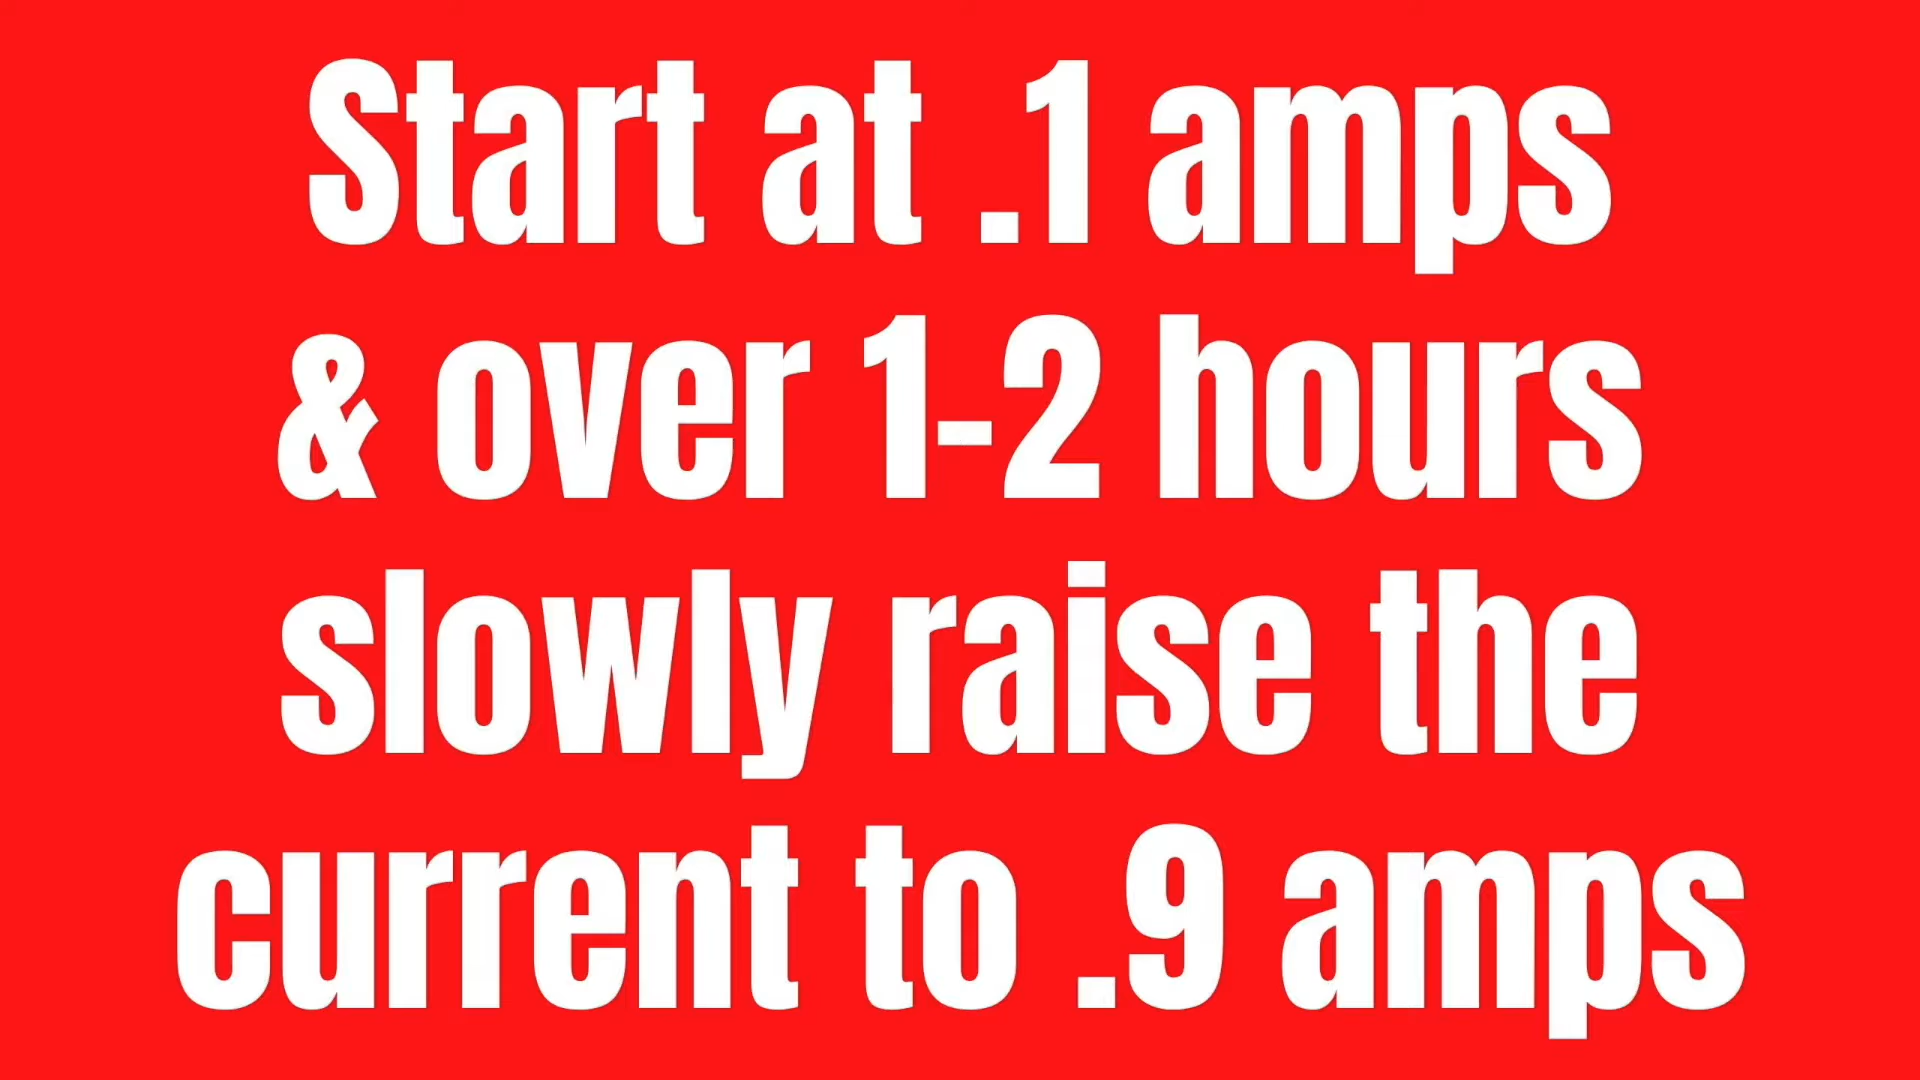 Start at .1 amps
& over 1-2 hours
slowly raise the
current to .9 amps